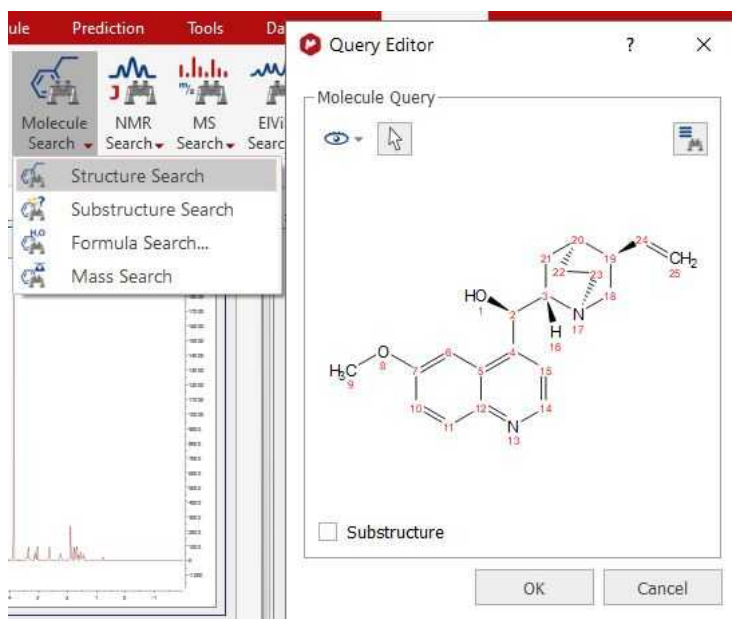 ule Prediction Tools Da
Molecule Search
NMR Search
MS Search
ElVi
Searc
Structure Search
Substructure Search
Formula Search...
Mass Search
Query Editor ? ×
Molecule Query
20
24
21
19
CH2
22
23
25
HO
3
18
1
2
N
H
17
16
O
6
4
8
7
5
15
H3C
9
10
12
14
11
N
13
Substructure
OK Cancel